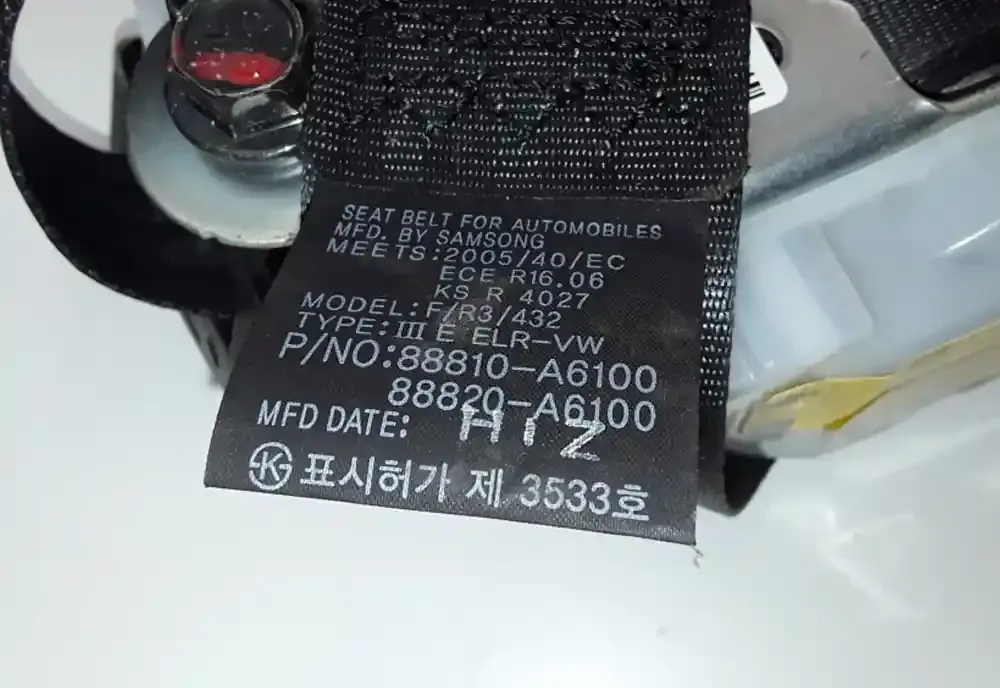 SEAT BELT FOR AUTOMOBILES
MFD. BY SAMSONG
MEETS:2005/40/EC
ECE R16.06
KS R 4027
MODEL:F/R3/432
TYPE:III E ELR-VW
P/NO:88810-A6100
88820-A6100
MFD DATE:
K 표시허가 제 3533호